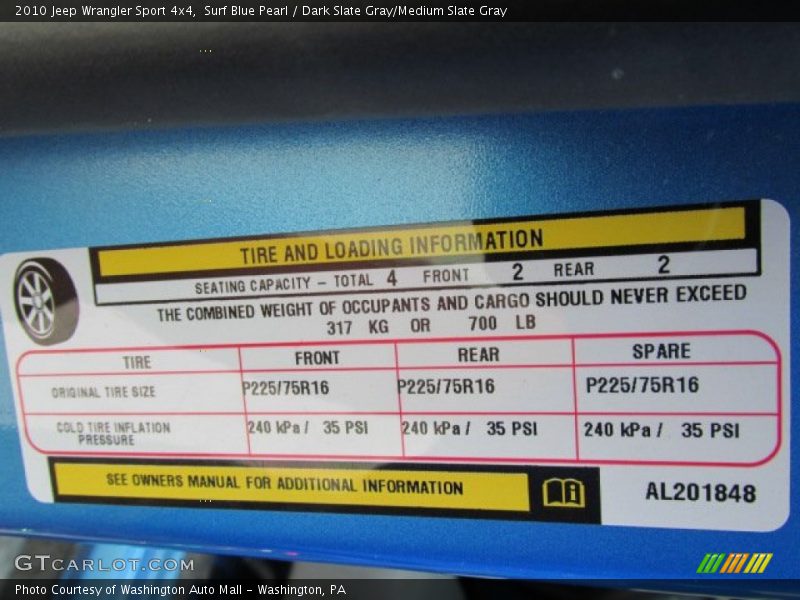 2010 Jeep Wrangler Sport 4x4,  Surf Blue Pearl / Dark Slate Gray/Medium Slate Gray
TIRE AND LOADING INFORMATION
SEATING CAPACITY – TOTAL 4 FRONT 2 REAR 2
THE COMBINED WEIGHT OF OCCUPANTS AND CARGO SHOULD NEVER EXCEED
317 KG OR 700 LB
TIRE FRONT REAR SPARE
ORIGINAL TIRE SIZE P225/75R16 P225/75R16 P225/75R16
COLD TIRE INFLATION PRESSURE 240 kPa / 35 PSI 240 kPa / 35 PSI 240 kPa / 35 PSI
SEE OWNERS MANUAL FOR ADDITIONAL INFORMATION
AL201848
GTCARLOT.COM
Photo Courtesy of Washington Auto Mall – Washington, PA